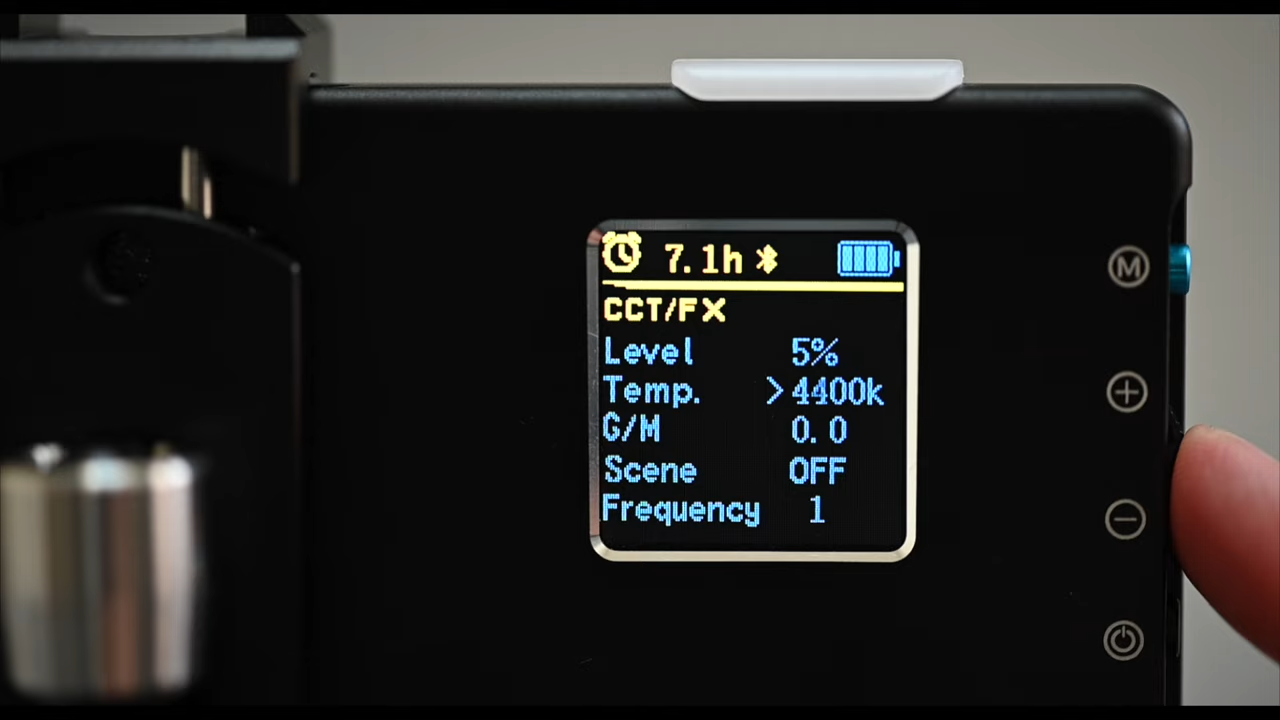 7.1h
CCT/FX
Level 5%
Temp. >4400k
G/M 0.0
Scene OFF
Frequency 1
M
+
−